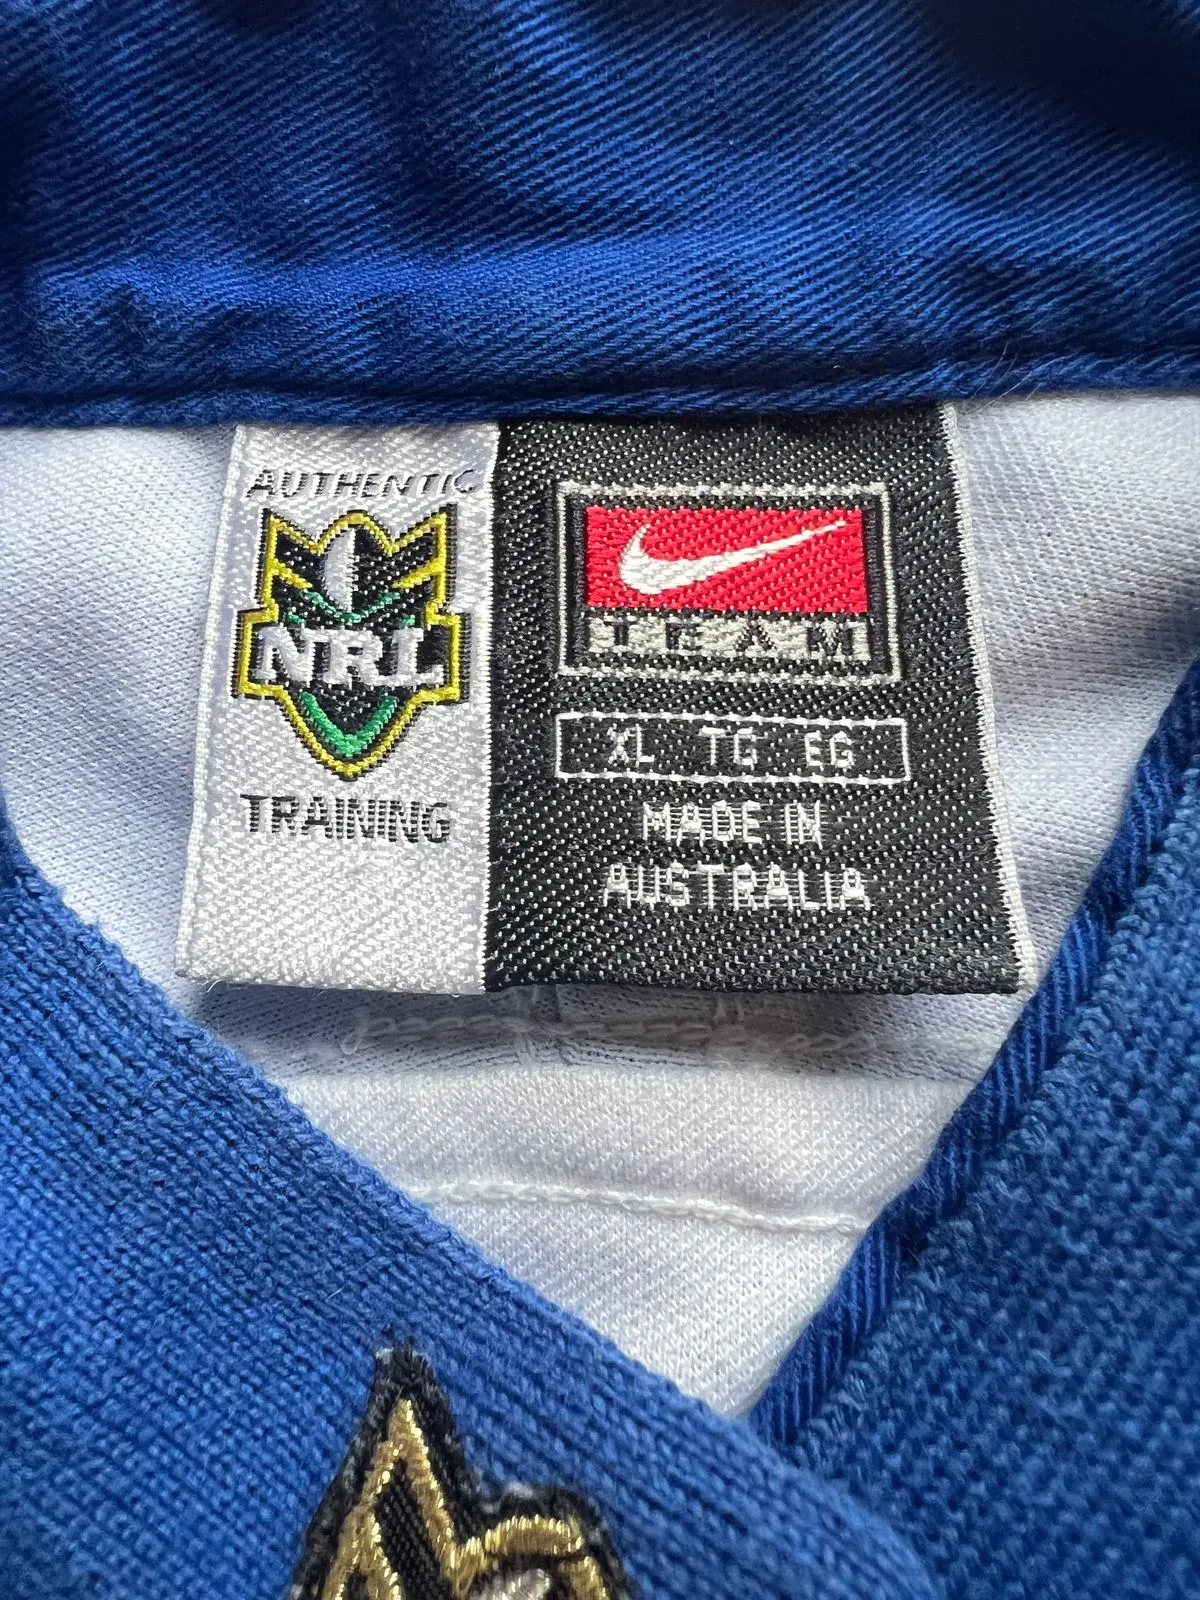 AUTHENTIC
NRL
TRAINING
TEAM
XL TG EG
MADE IN
AUSTRALIA